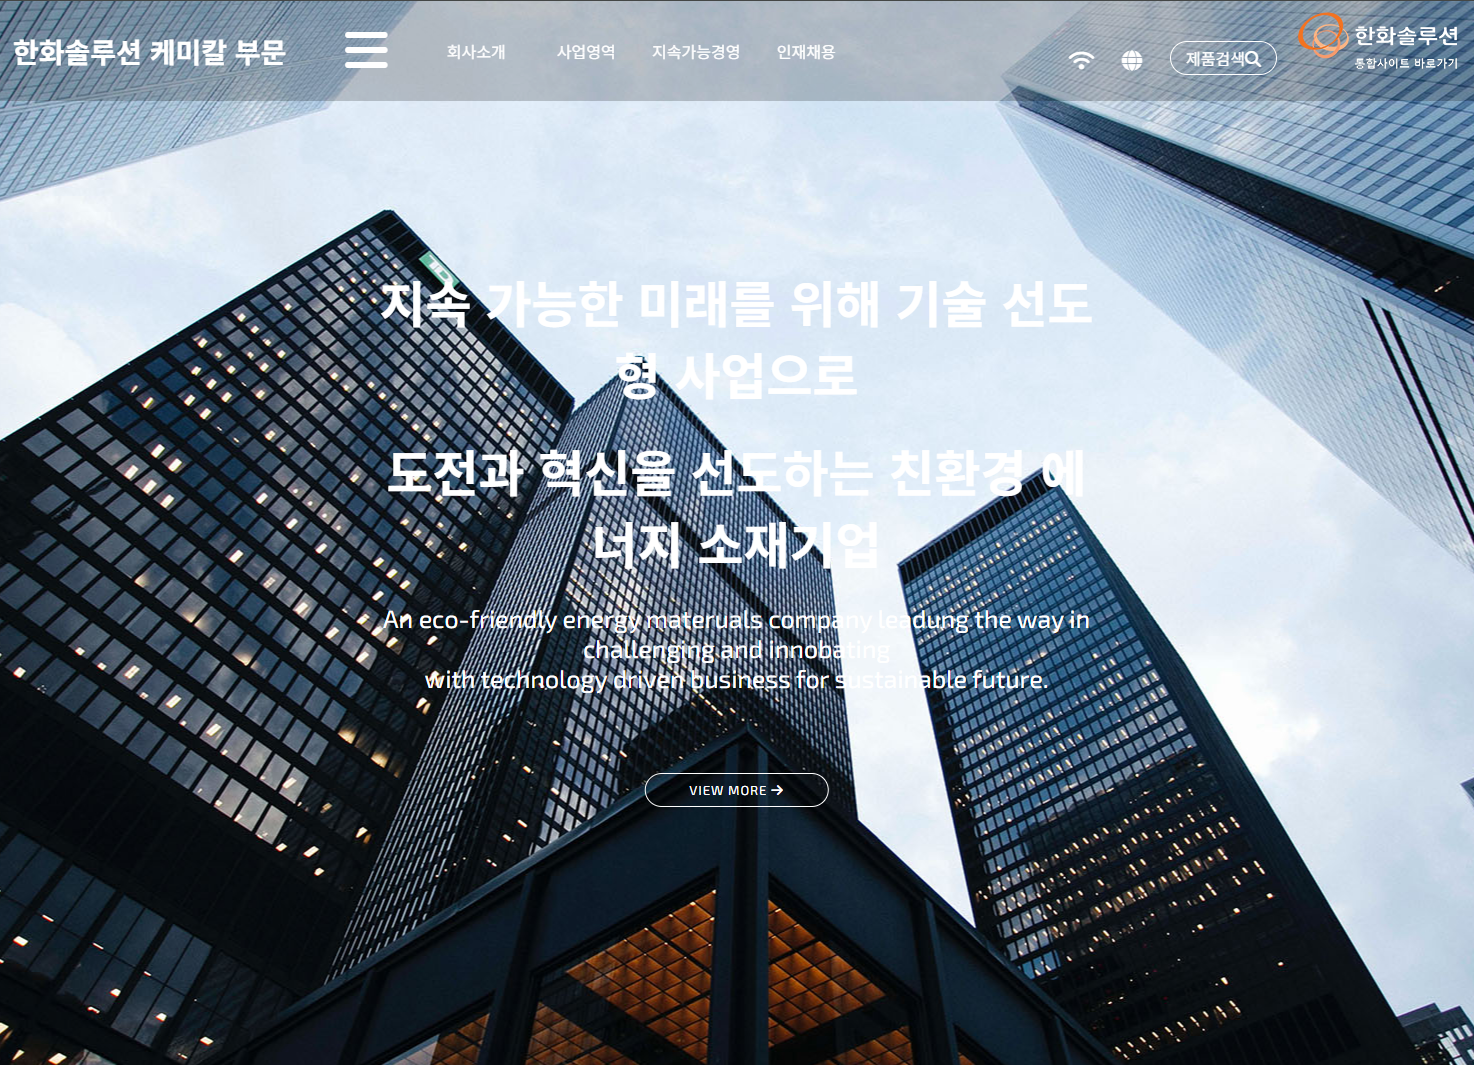 한화솔루션 케미칼 부문
회사소개 사업영역 지속가능경영 인재채용
제품검색
한화솔루션
통합사이트 바로가기
지속 가능한 미래를 위해 기술 선도
형 사업으로
도전과 혁신을 선도하는 친환경 에
너지 소재기업
An eco-friendly energy materuals company leadung the way in
challenging and innobating
with technology driven business for sustainable future.
VIEW MORE